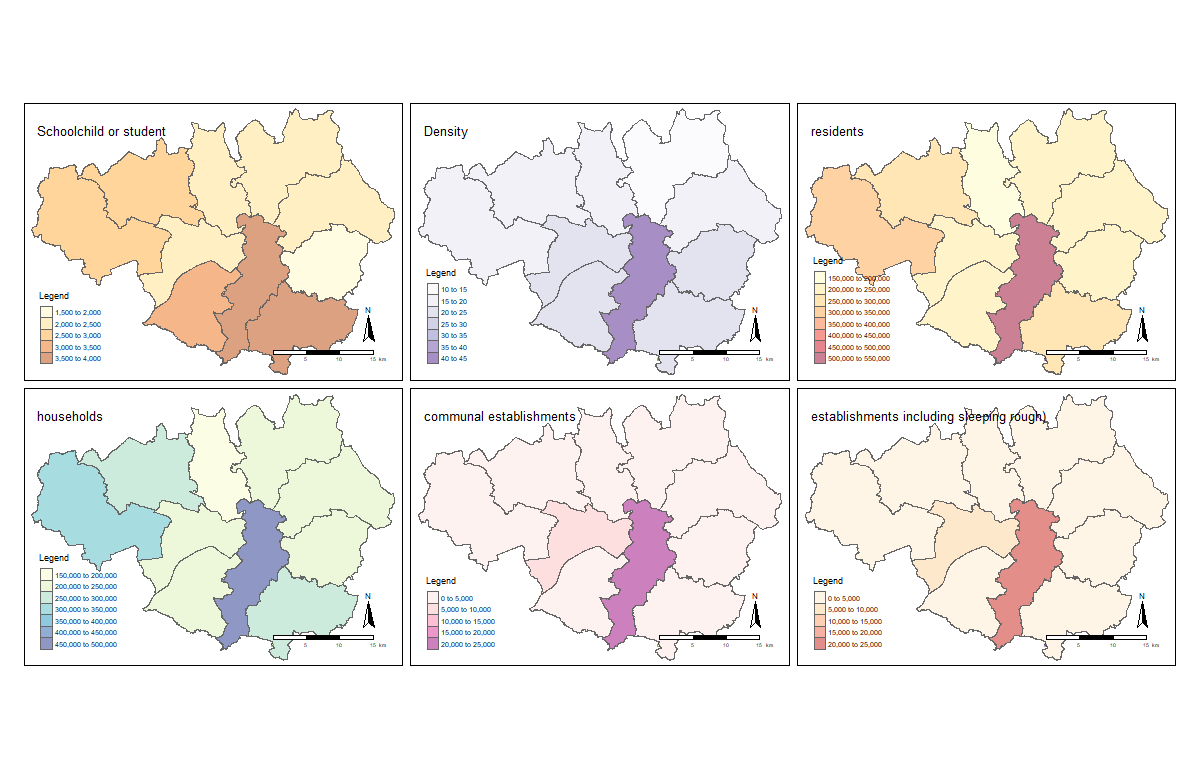 Schoolchild or student
Legend
1,500 to 2,000
2,000 to 2,500
2,500 to 3,000
3,000 to 3,500
3,500 to 4,000
N
5 10 15 km
Density
Legend
10 to 15
15 to 20
20 to 25
25 to 30
30 to 35
35 to 40
40 to 45
N
5 10 15 km
residents
Legend
150,000 to 200,000
200,000 to 250,000
250,000 to 300,000
300,000 to 350,000
350,000 to 400,000
400,000 to 450,000
450,000 to 500,000
500,000 to 550,000
N
5 10 15 km
households
Legend
150,000 to 200,000
200,000 to 250,000
250,000 to 300,000
300,000 to 350,000
350,000 to 400,000
400,000 to 450,000
450,000 to 500,000
N
5 10 15 km
communal establishments
Legend
0 to 5,000
5,000 to 10,000
10,000 to 15,000
15,000 to 20,000
20,000 to 25,000
N
5 10 15 km
establishments including sleeping rough)
Legend
0 to 5,000
5,000 to 10,000
10,000 to 15,000
15,000 to 20,000
20,000 to 25,000
N
5 10 15 km